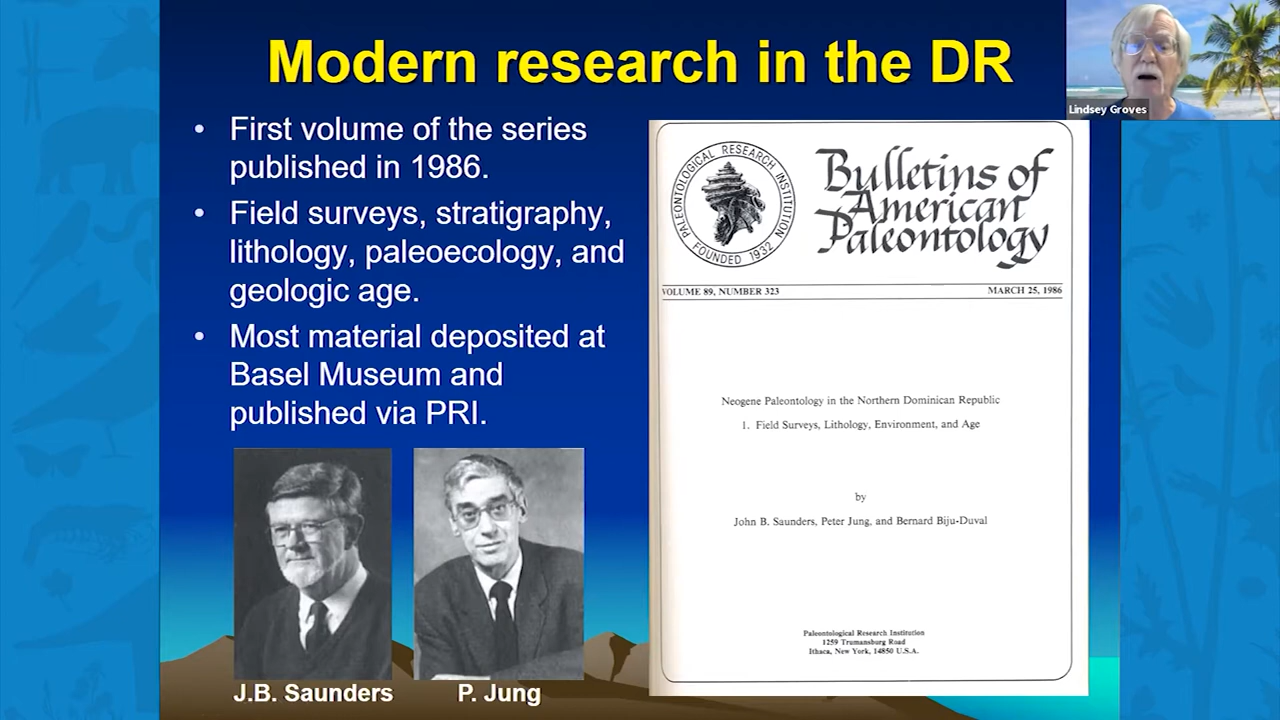 Modern research in the DR
Lindsey Groves
• First volume of the series
published in 1986.
• Field surveys, stratigraphy,
lithology, paleoecology, and
geologic age.
• Most material deposited at
Basel Museum and
published via PRI.
J.B. Saunders
P. Jung
PALEONTOLOGICAL RESEARCH INSTITUTION
FOUNDED 1932
Bulletins of
American
Paleontology
VOLUME 89, NUMBER 323
MARCH 25, 1986
Neogene Paleontology in the Northern Dominican Republic
1. Field Surveys, Lithology, Environment, and Age
by
John B. Saunders, Peter Jung, and Bernard Biju-Duval
Paleontological Research Institution
1259 Trumansburg Road
Ithaca, New York, 14850 U.S.A.